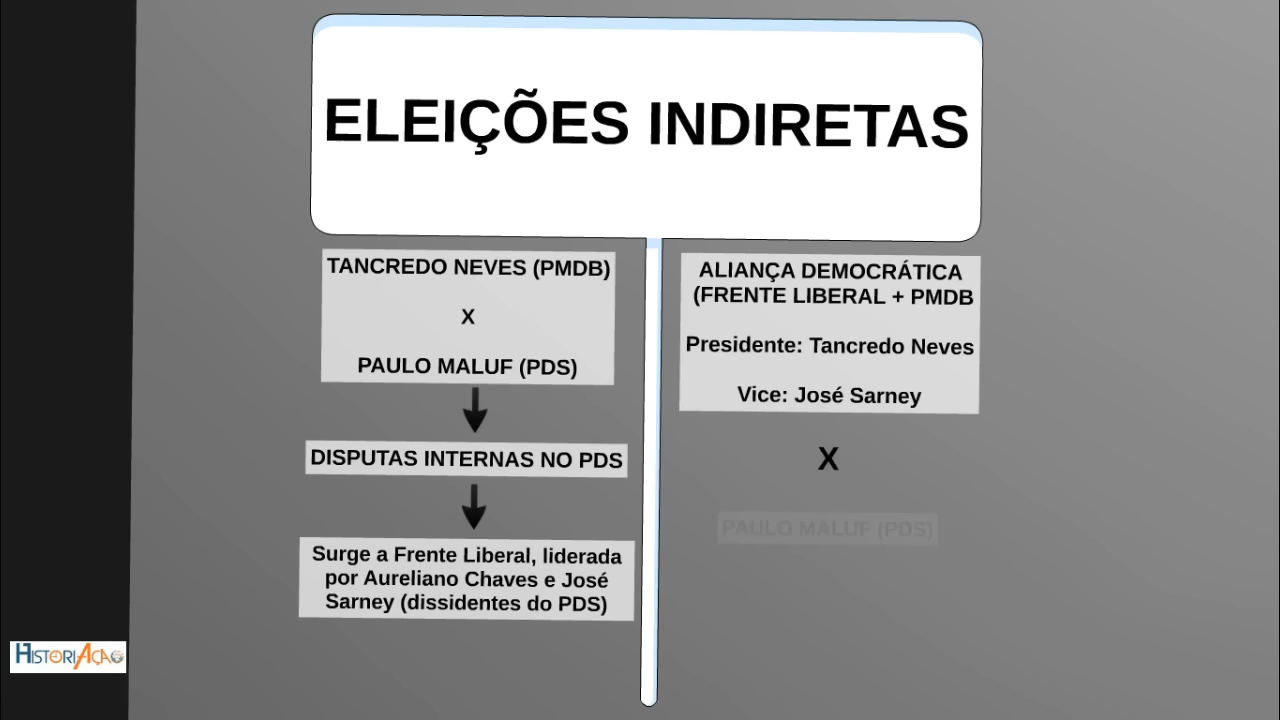 ELEIÇÕES INDIRETAS
TANCREDO NEVES (PMDB)
X
PAULO MALUF (PDS)
DISPUTAS INTERNAS NO PDS
Surge a Frente Liberal, liderada
por Aureliano Chaves e José
Sarney (dissidentes do PDS)
ALIANÇA DEMOCRÁTICA
(FRENTE LIBERAL + PMDB
Presidente: Tancredo Neves
Vice: José Sarney
X
PAULO MALUF (PDS)
HISTORIAÇÃO